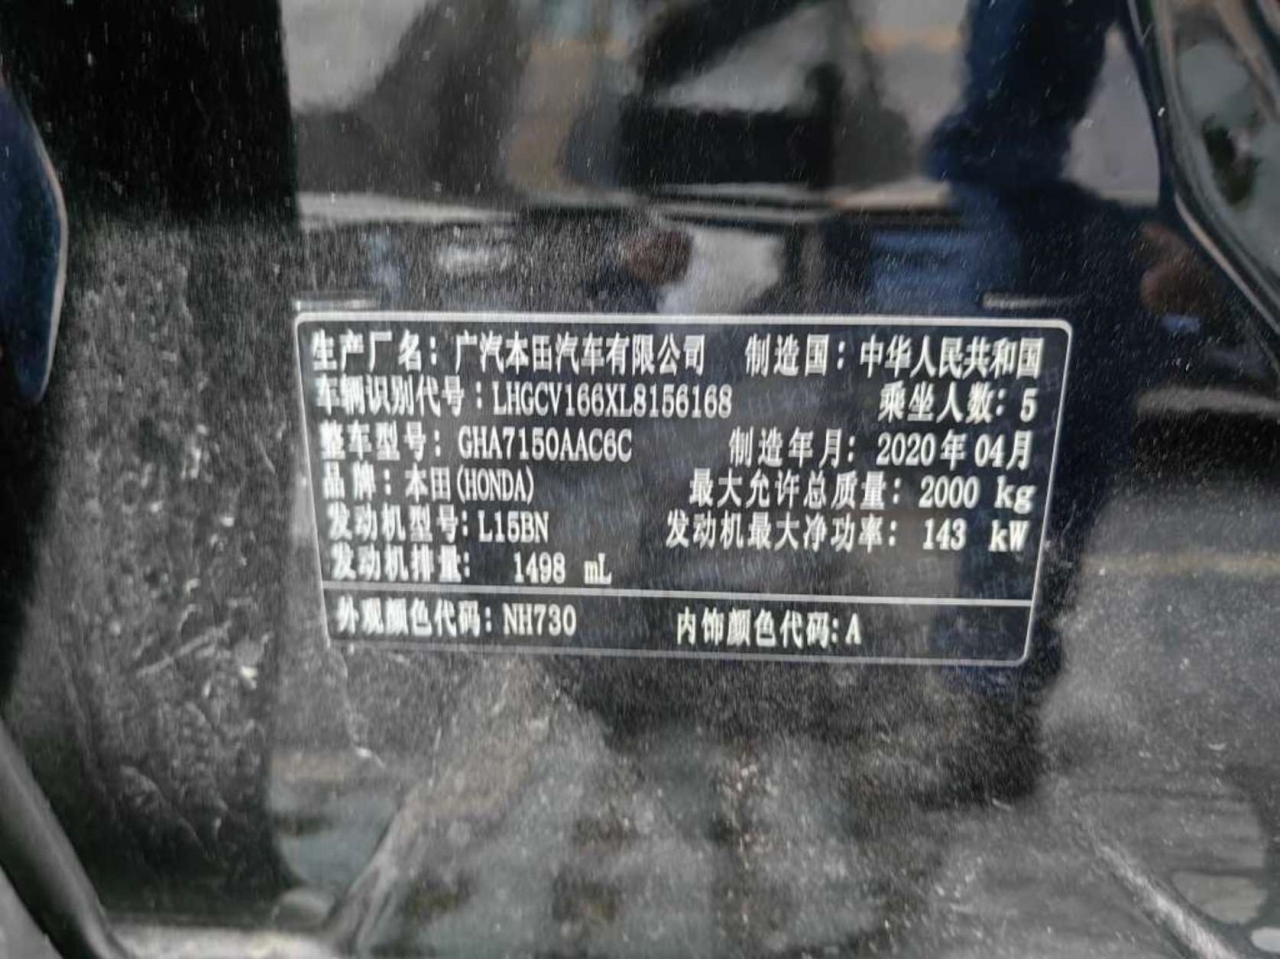 生产厂名：广汽本田汽车有限公司 制造国：中华人民共和国
车辆识别代号：LHGCV166XL8156168 乘坐人数：5
整车型号：GHA7150AAC6C 制造年月：2020年04月
品牌：本田(HONDA) 最大允许总质量：2000 kg
发动机型号：L15BN 发动机最大净功率：143 kW
发动机排量：1498 mL
外观颜色代码：NH730 内饰颜色代码：A